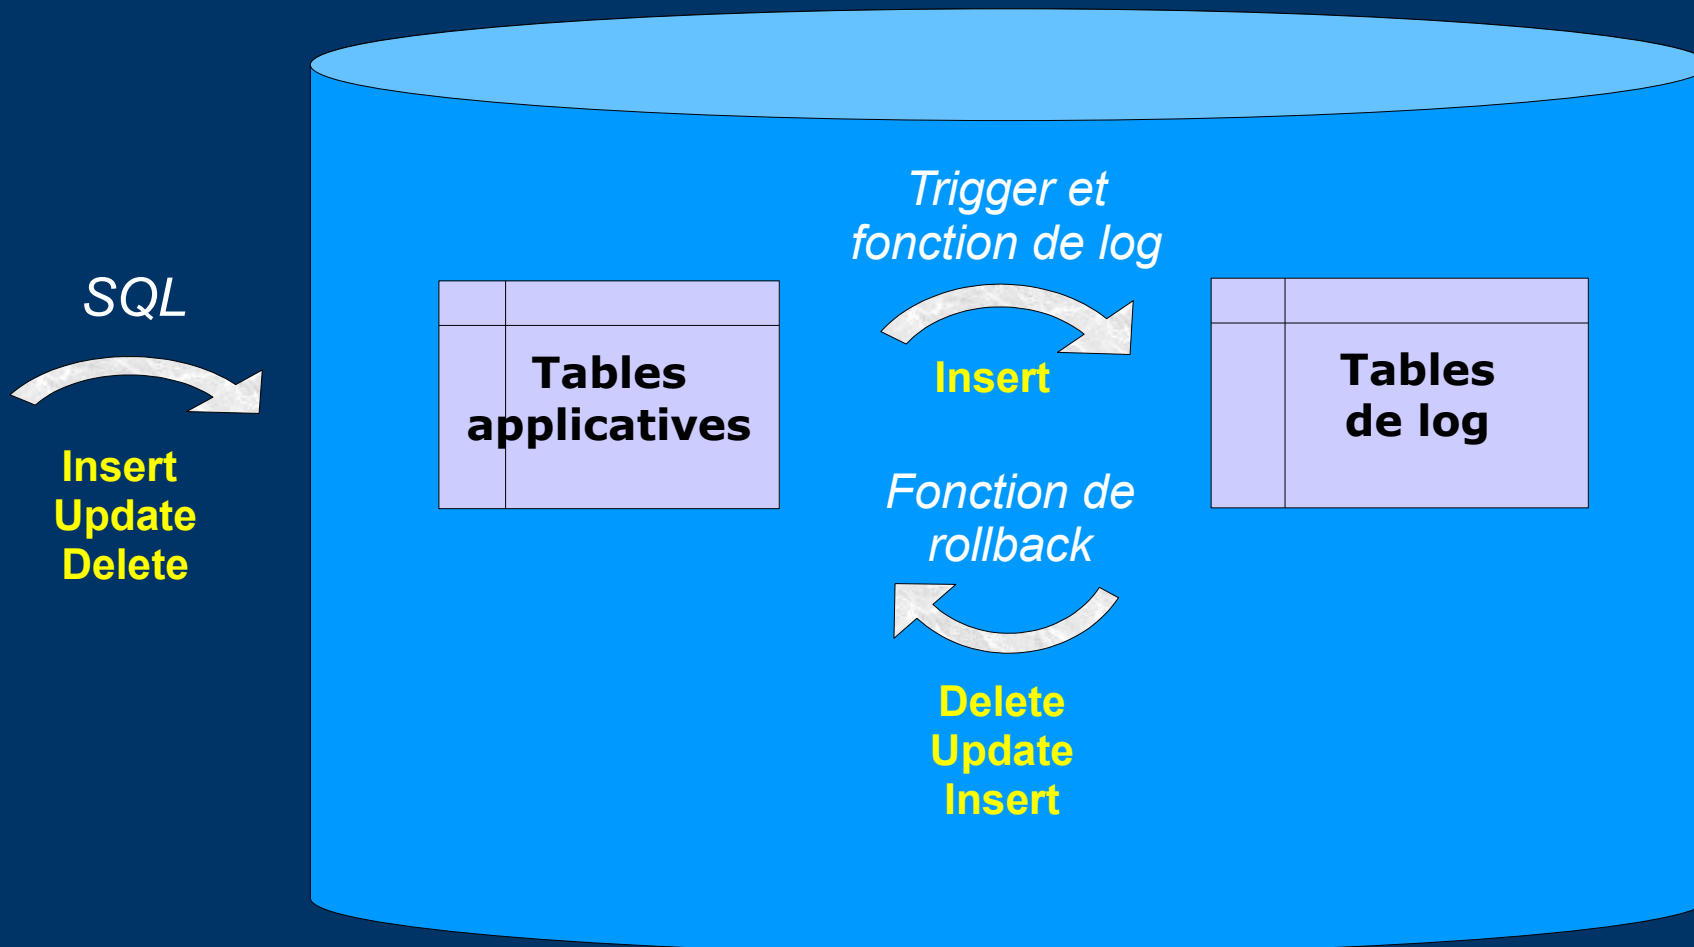 SQL
Insert
Update
Delete
Tables
applicatives
Trigger et
fonction de log
Insert
Fonction de
rollback
Delete
Update
Insert
Tables
de log